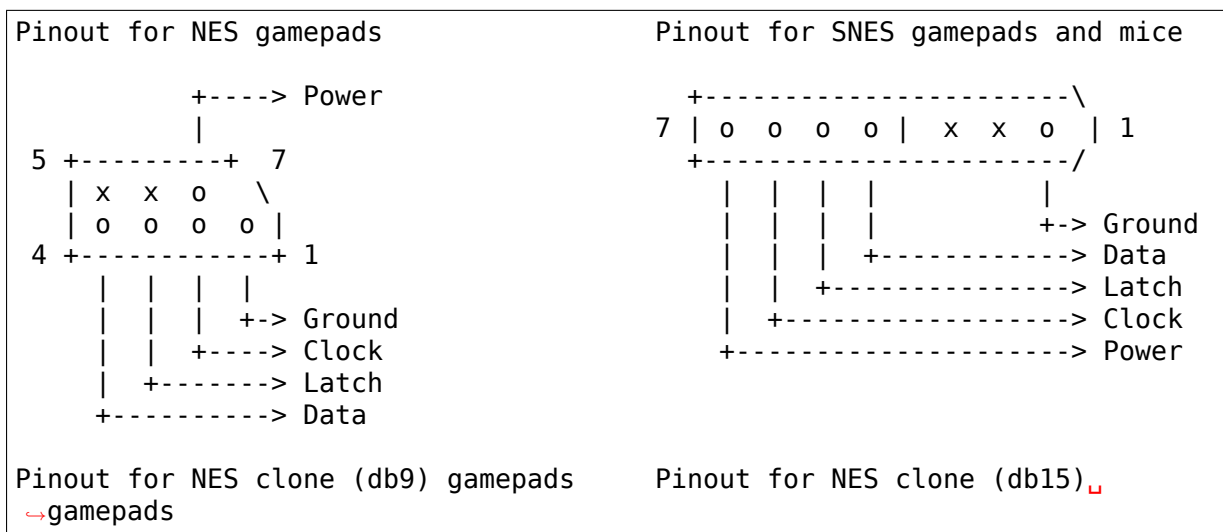 Pinout for NES gamepads                 Pinout for SNES gamepads and mice

           +----> Power                   +-----------------------\
           |                            7 | o  o  o  o |  x  x  o  | 1
 5 +---------+  7                         +-----------------------/
   | x  x  o   \                            |  |  |  |          |
   | o  o  o  o |                           |  |  |  |          +-> Ground
 4 +------------+ 1                         |  |  |  +------------> Data
     |  |  |  |                             |  |  +---------------> Latch
     |  |  |  +-> Ground                    |  +------------------> Clock
     |  |  +----> Clock                     +---------------------> Power
     |  +-------> Latch
     +----------> Data

Pinout for NES clone (db9) gamepads     Pinout for NES clone (db15)␣
↪gamepads